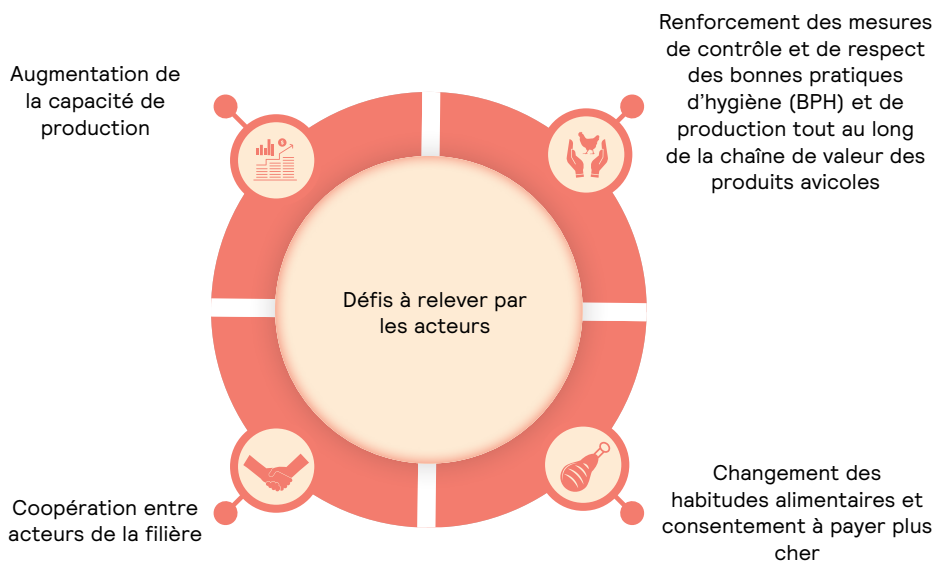 Augmentation de
la capacité de
production
Renforcement des mesures
de contrôle et de respect
des bonnes pratiques
d'hygiène (BPH) et de
production tout au long
de la chaîne de valeur des
produits avicoles
Défis à relever par
les acteurs
Coopération entre
acteurs de la filière
Changement des
habitudes alimentaires et
consentement à payer plus
cher